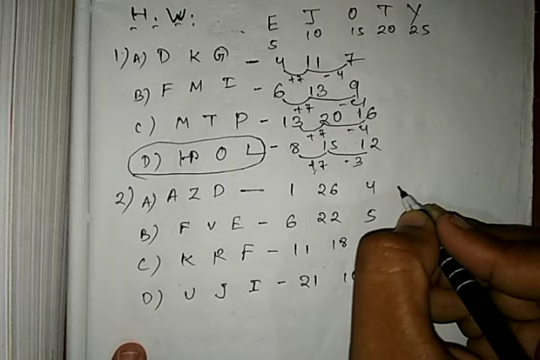 H.W. E J O T Y
5 10 15 20 25
1) A) D K G - 4 11 7
+7 -4
B) F M I - 6 13 9
+7 -4
C) M T P - 13 20 16
+7 -4
D) H O L - 8 15 12
+7 -3
2) A) A Z D - 1 26 4
B) F V E - 6 22 5
C) K R F - 11 18
D) U J I - 21